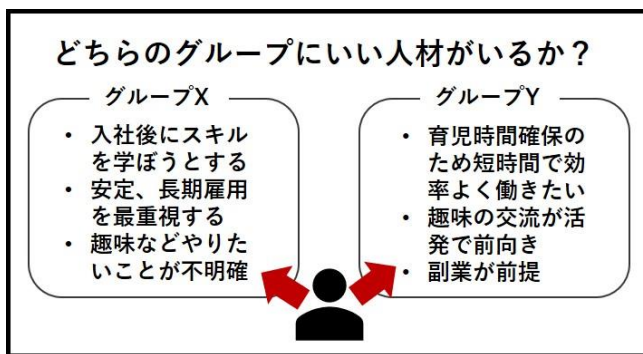 どちらのグループにいい人材がいるか？
グループX
• 入社後にスキル
を学ぼうとする
• 安定、長期雇用
を最重視する
• 趣味などやりた
いことが不明確
グループY
• 育児時間確保の
ため短時間で効
率よく働きたい
• 趣味の交流が活
発で前向き
• 副業が前提